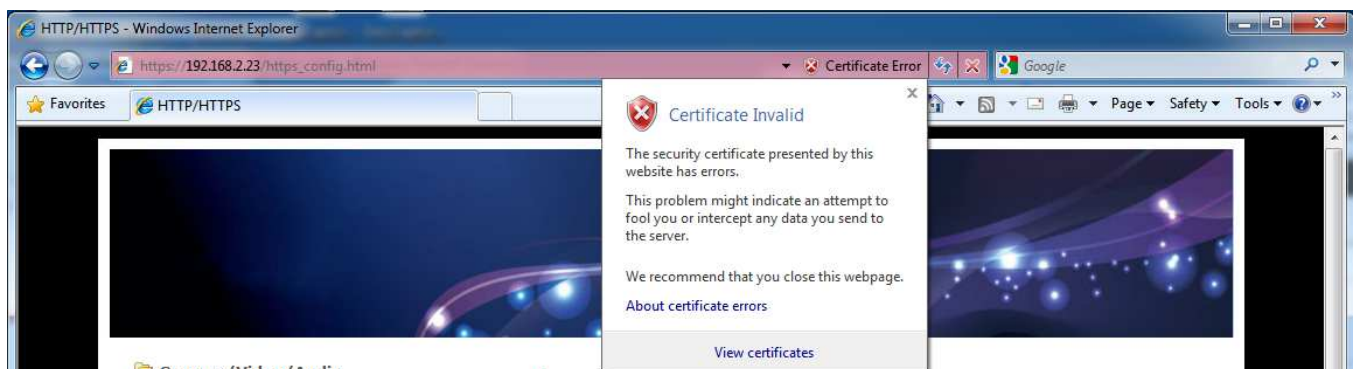 HTTP/HTTPS - Windows Internet Explorer
https://192.168.2.23/https_config.html
Certificate Error
Google
Favorites
HTTP/HTTPS
Page
Safety
Tools
Certificate Invalid
The security certificate presented by this
website has errors.
This problem might indicate an attempt to
fool you or intercept any data you send to
the server.
We recommend that you close this webpage.
About certificate errors
View certificates